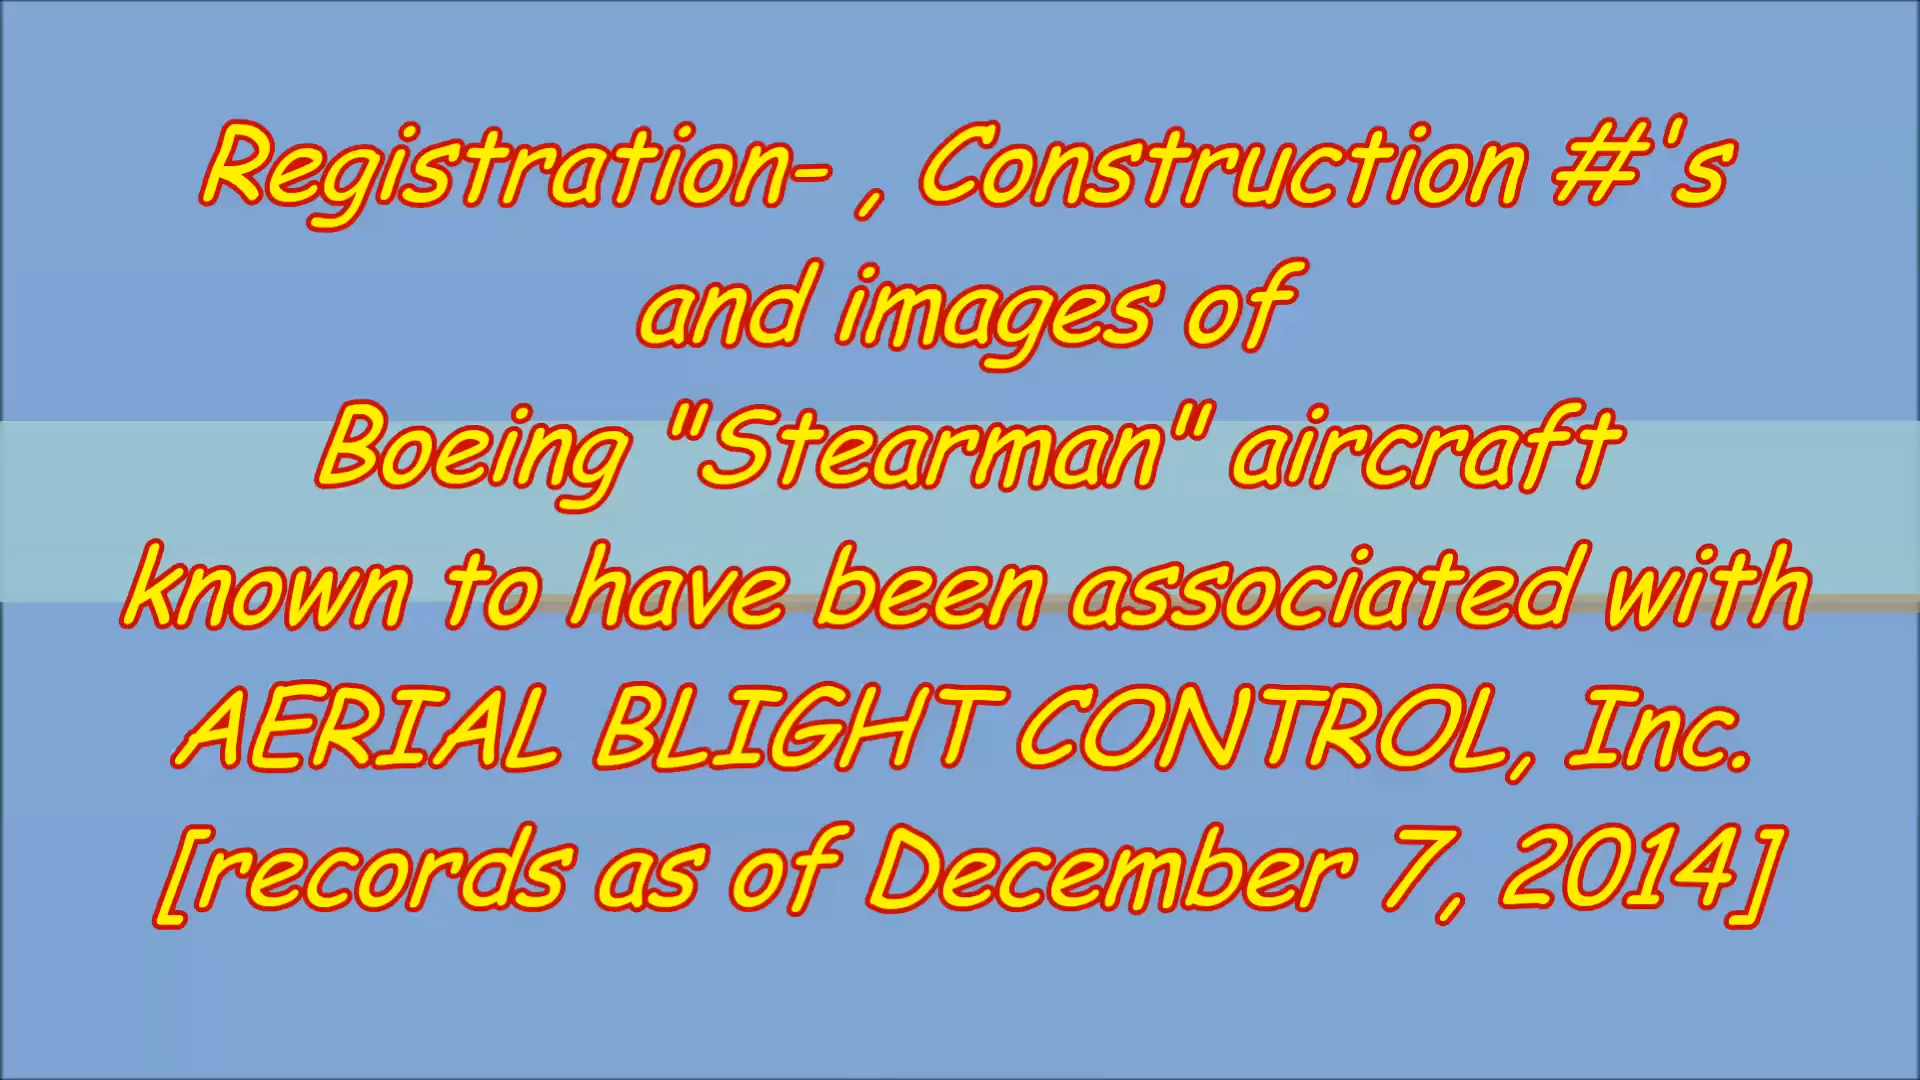 Registration- , Construction #'s
and images of
Boeing "Stearman" aircraft
known to have been associated with
AERIAL BLIGHT CONTROL, Inc.
[records as of December 7, 2014]